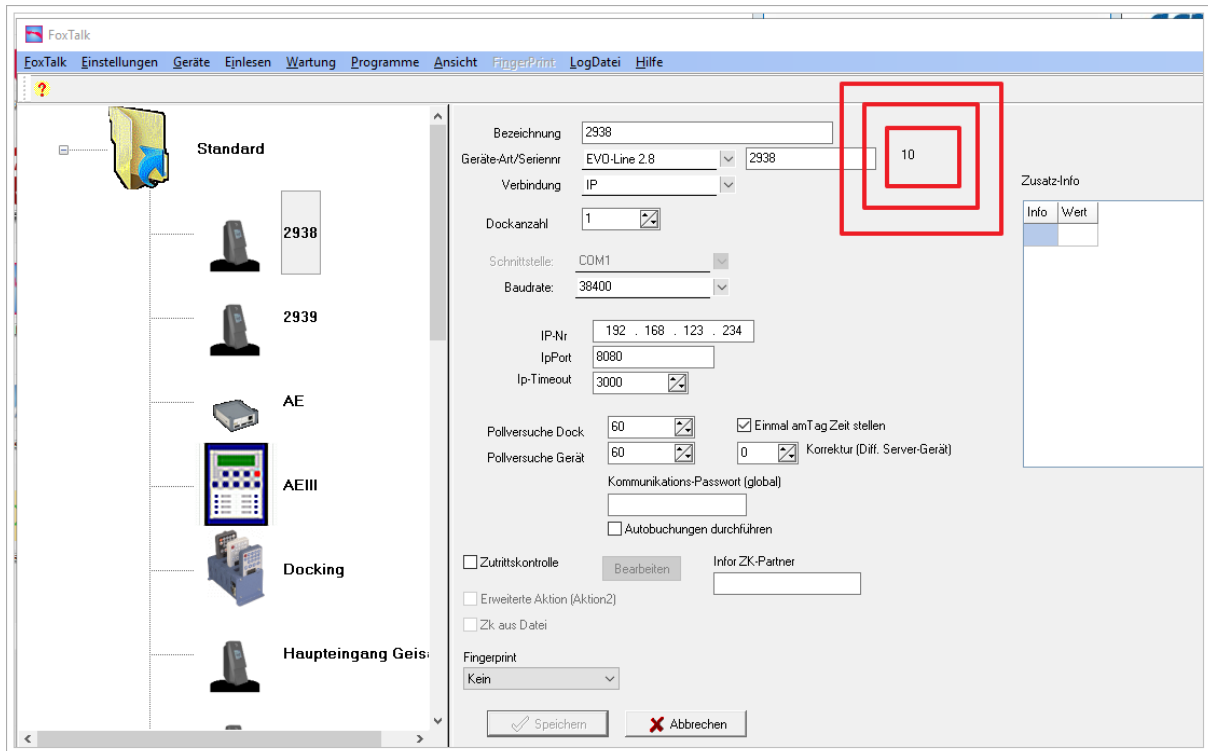 FoxTalk
FoxTalk Einstellungen Geräte Einlesen Wartung Programme Ansicht FingerPrint LogDatei Hilfe
?
Standard
2938
2939
AE
AEIII
Docking
Bezeichnung 2938
Geräte-Art/Seriennr EVO-Line 2.8 2938 10
Verbindung IP
Dockanzahl 1
Schnittstelle: COM1
Baudrate: 38400
IP-Nr 192 . 168 . 123 . 234
IpPort 8080
Ip-Timeout 3000
Pollversuche Dock 60 Einmal amTag Zeit stellen
Pollversuche Gerät 60 0 Korrektur (Diff. Server-Gerät)
Kommunikations-Passwort (global)
Autobuchungen durchführen
Zutrittskontrolle Bearbeiten Infor ZK-Partner
Erweiterte Aktion (Aktion2)
Zk aus Datei
Haupteingang
Fingerprint
Kein
Speichern Abbrechen
Zusatz-Info
Info Wert